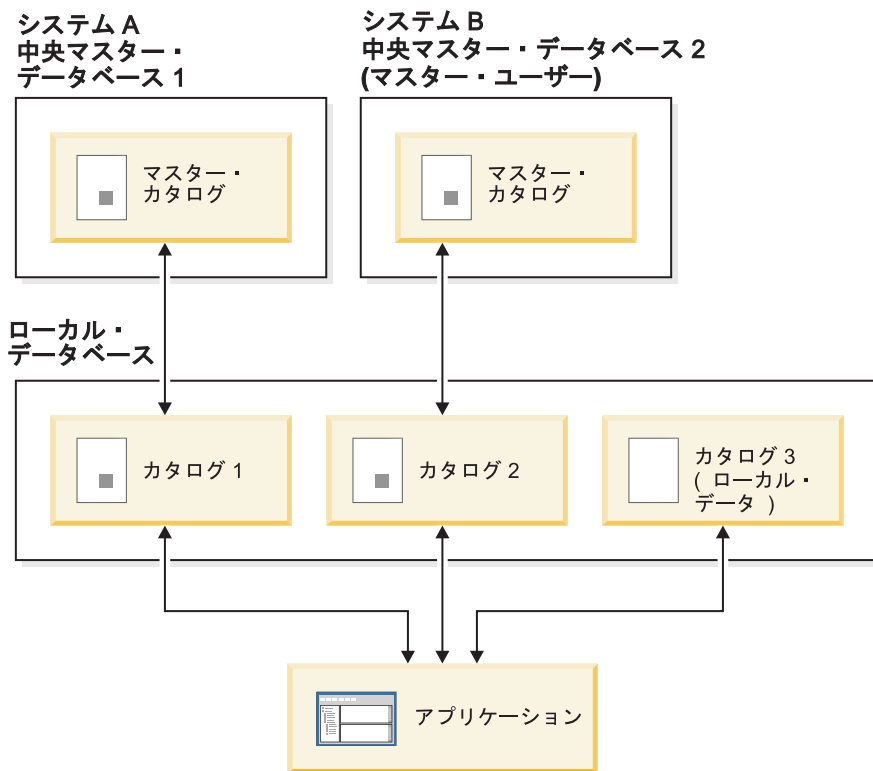 システム A
中央マスター・
データベース 1
システム B
中央マスター・データベース 2
(マスター・ユーザー)
マスター・
カタログ
マスター・
カタログ
ローカル・
データベース
カタログ 1
カタログ 2
カタログ 3
( ローカル・
データ )
アプリケーション